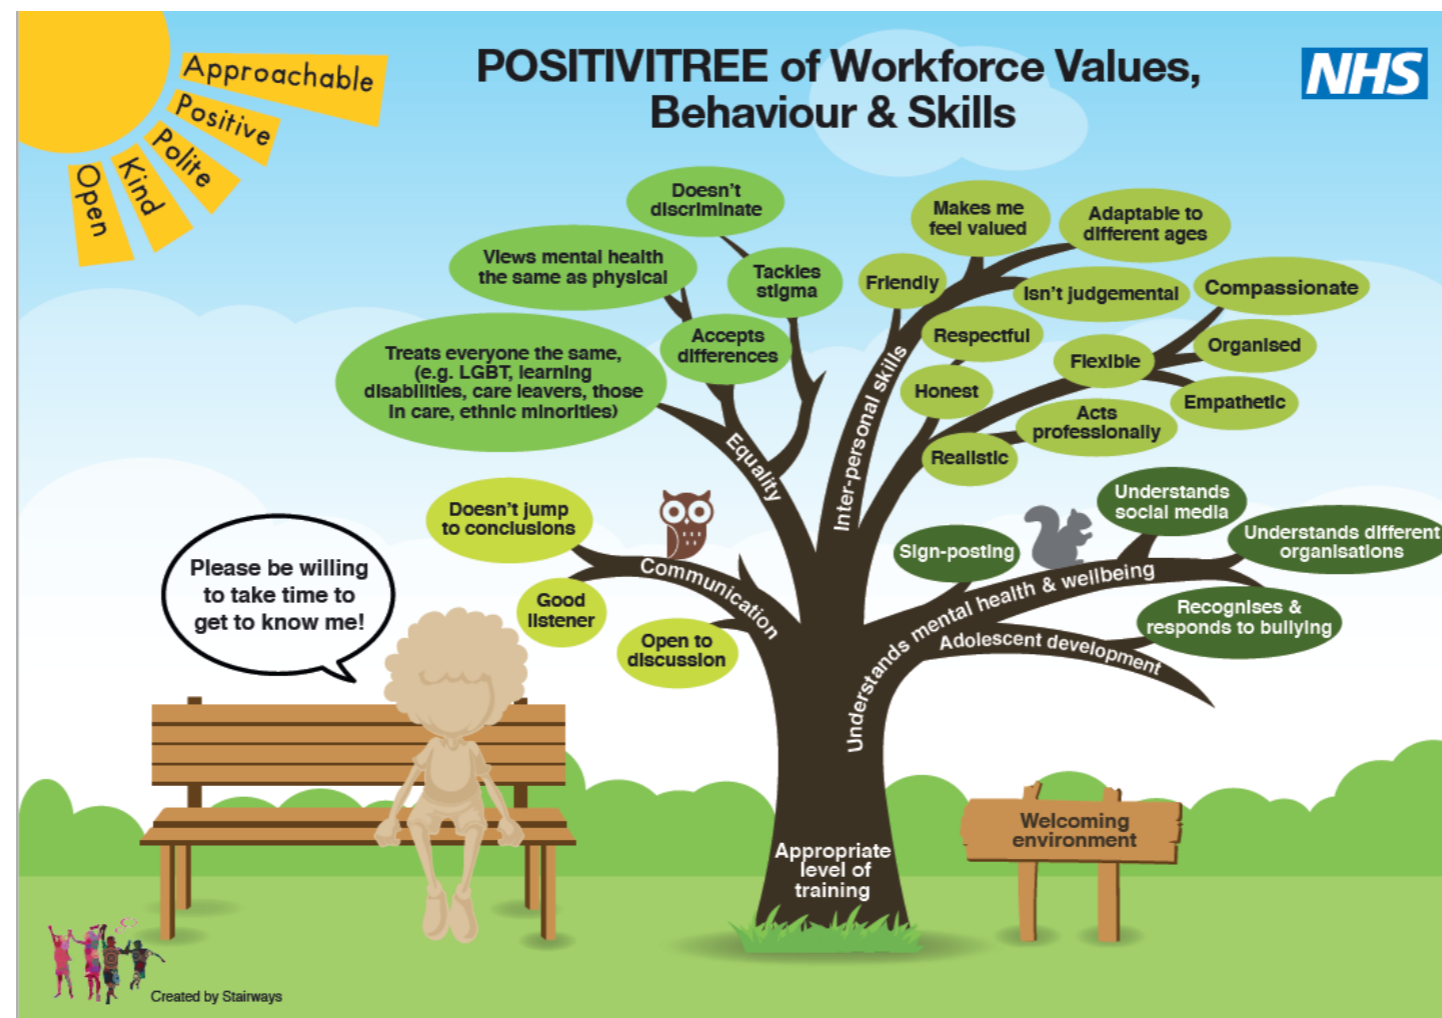 POSITIVITREE of Workforce Values,
Behaviour & Skills
NHS
Approachable
Positive
Polite
Kind
Open
Doesn't
discriminate
Views mental health
the same as physical
Tackles
stigma
Accepts
differences
Treats everyone the same,
(e.g. LGBT, learning
disabilities, care leavers, those
in care, ethnic minorities)
Equality
Makes me
feel valued
Adaptable to
different ages
Friendly
Isn't judgemental
Compassionate
Respectful
Organised
Flexible
Honest
Empathetic
Acts
professionally
Realistic
Inter-personal skills
Doesn't jump
to conclusions
Good
listener
Open to
discussion
Communication
Understands
social media
Sign-posting
Understands different
organisations
Recognises &
responds to bullying
Understands mental health & wellbeing
Adolescent development
Please be willing
to take time to
get to know me!
Appropriate
level of
training
Welcoming
environment
Created by Stairways